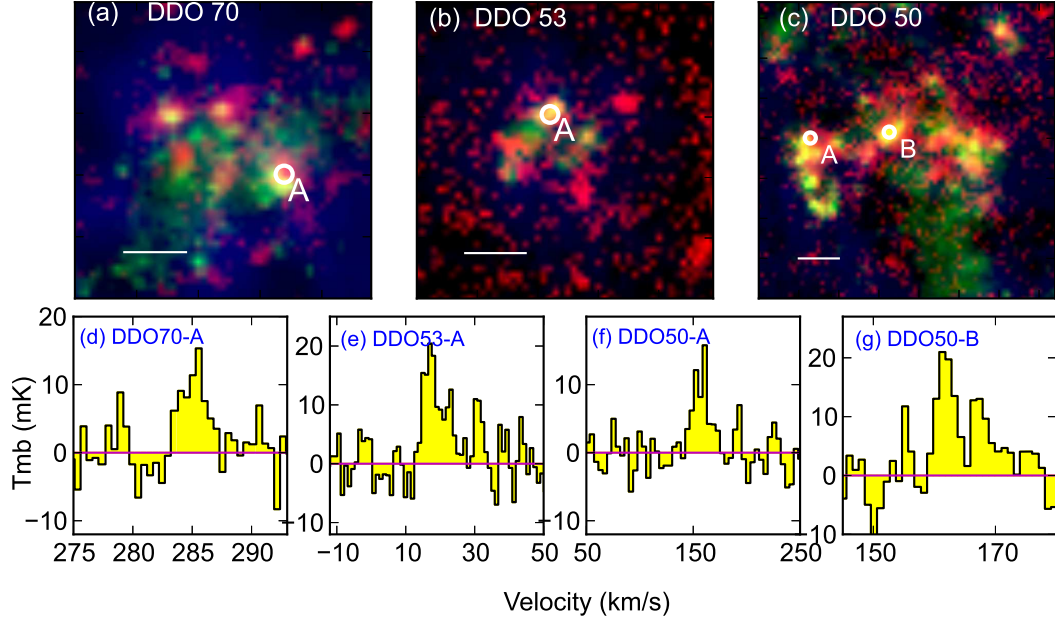 (a) DDO 70
(b) DDO 53
(c) DDO 50
A
A
A
B
(d) DDO70-A
(e) DDO53-A
(f) DDO50-A
(g) DDO50-B
Tmb (mK)
20
10
0
−10
20
10
0
−10
20
10
0
−10
20
10
0
10
275 280 285 290
−10 10 30 50
50 150 250
150 170
Velocity (km/s)